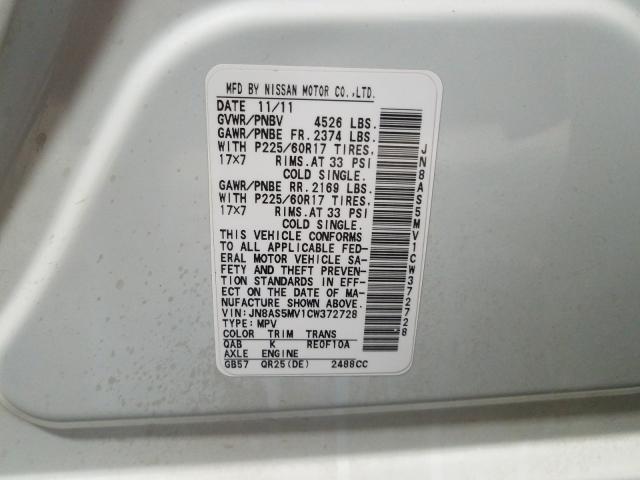 MFD BY NISSAN MOTOR CO.,LTD.
DATE 11/11
GVWR/PNBV 4526 LBS.
GAWR/PNBE FR. 2374 LBS.
WITH P225/60R17 TIRES,
17X7 RIMS.AT 33 PSI
COLD SINGLE.
GAWR/PNBE RR. 2169 LBS.
WITH P225/60R17 TIRES,
17X7 RIMS.AT 33 PSI
COLD SINGLE.
THIS VEHICLE CONFORMS
TO ALL APPLICABLE FED-
ERAL MOTOR VEHICLE SA-
FETY AND THEFT PREVEN-
TION STANDARDS IN EFF-
ECT ON THE DATE OF MA-
NUFACTURE SHOWN ABOVE.
VIN:JN8AS5MV1CW372728
TYPE:MPV
COLOR TRIM TRANS
QAB K RE0F10A
AXLE ENGINE
GB57 QR25(DE) 2488CC
JN8AS5MV1CW372728